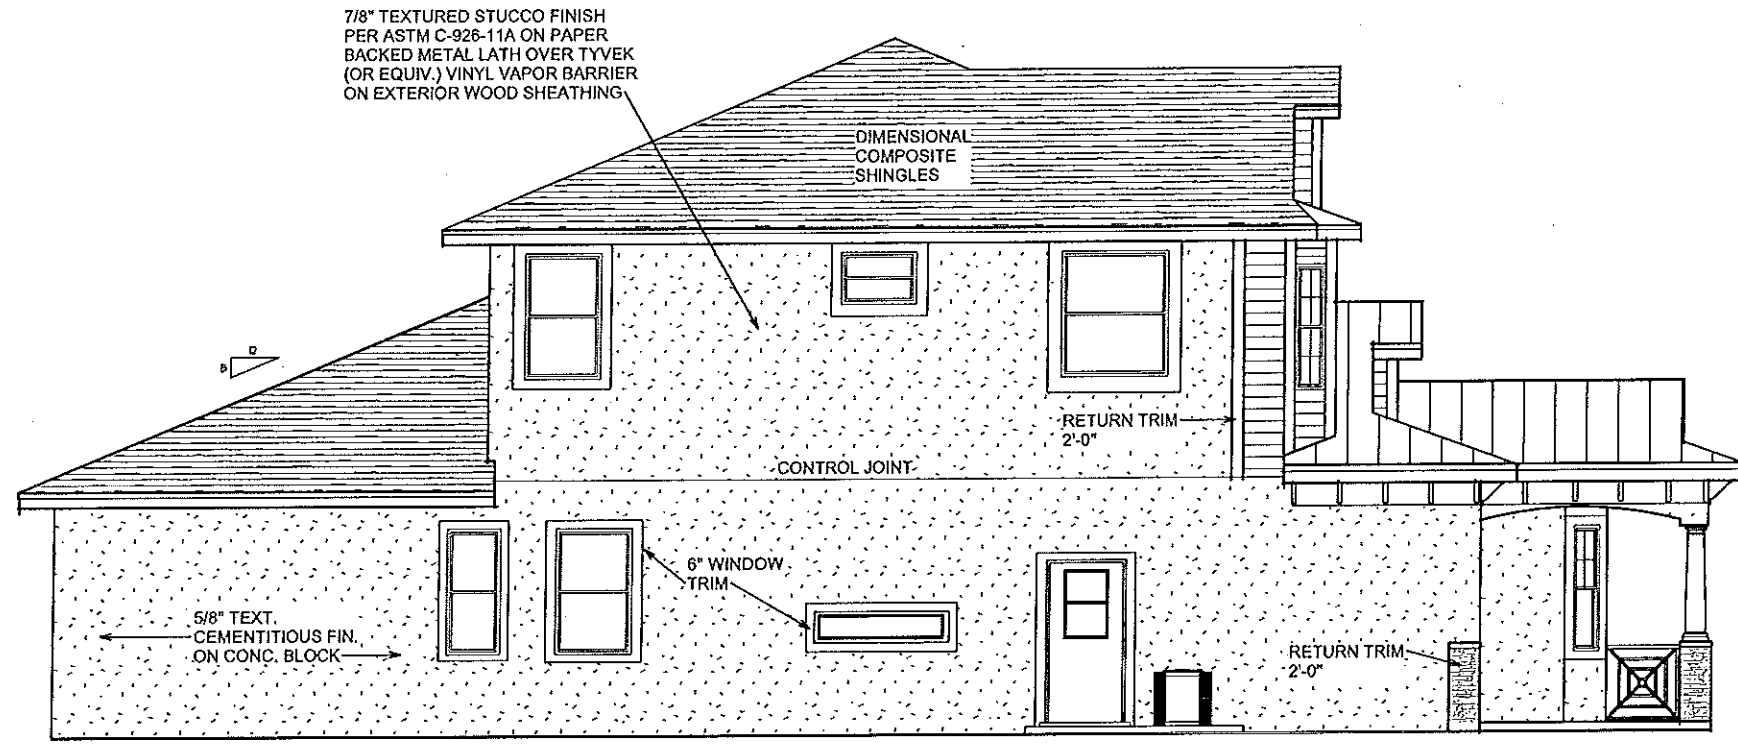 7/8" TEXTURED STUCCO FINISH
PER ASTM C-926-11A ON PAPER
BACKED METAL LATH OVER TYVEK
(OR EQUIV.) VINYL VAPOR BARRIER
ON EXTERIOR WOOD SHEATHING
DIMENSIONAL
COMPOSITE
SHINGLES
RETURN TRIM
2'-0"
CONTROL JOINT
6" WINDOW
TRIM
5/8" TEXT.
CEMENTITIOUS FIN.
ON CONC. BLOCK
RETURN TRIM
2'-0"